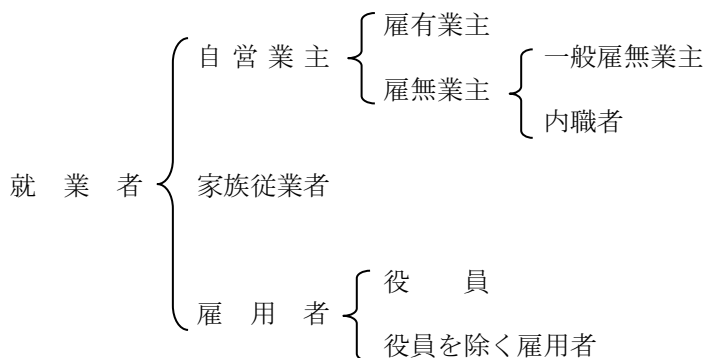 雇有業主
自営業主
一般雇無業主
雇無業主
内職者
就業者
家族従業者
役員
雇用者
役員を除く雇用者